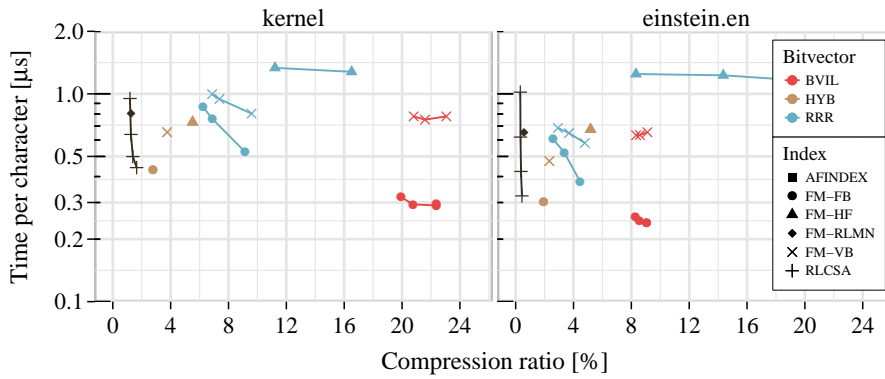 kernel
einstein.en
Time per character [µs]
2.0
1.0
0.5
0.3
0.2
0.1
0 4 8 12 16 20 24
0 4 8 12 16 20 24
Compression ratio [%]
Bitvector
BVIL
HYB
RRR
Index
AFINDEX
FM−FB
FM−HF
FM−RLMN
FM−VB
RLCSA